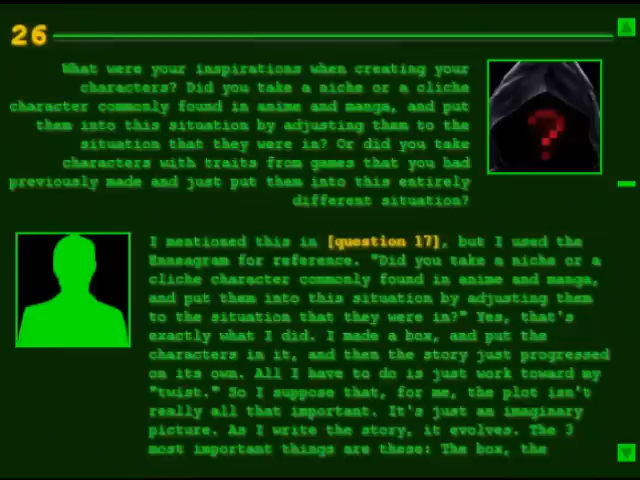 26
What were your inspirations when creating your
characters? Did you take a niche or a cliche
character commonly found in anime and manga, and put
them into this situation by adjusting them to the
situation that they were in? Or did you take
characters with traits from games that you had
previously made and just put them into this entirely
different situation?
?
I mentioned this in [question 17], but I used the
Enneagram for reference. "Did you take a niche or a
cliche character commonly found in anime and manga,
and put them into this situation by adjusting them
to the situation that they were in?" Yes, that's
exactly what I did. I made a box, and put the
characters in it, and then the story just progressed
on its own. All I have to do is just work toward my
"twist." So I suppose that, for me, the plot isn't
really all that important. It's just an imaginary
picture. As I write the story, it evolves. The 3
most important things are these: The box, the